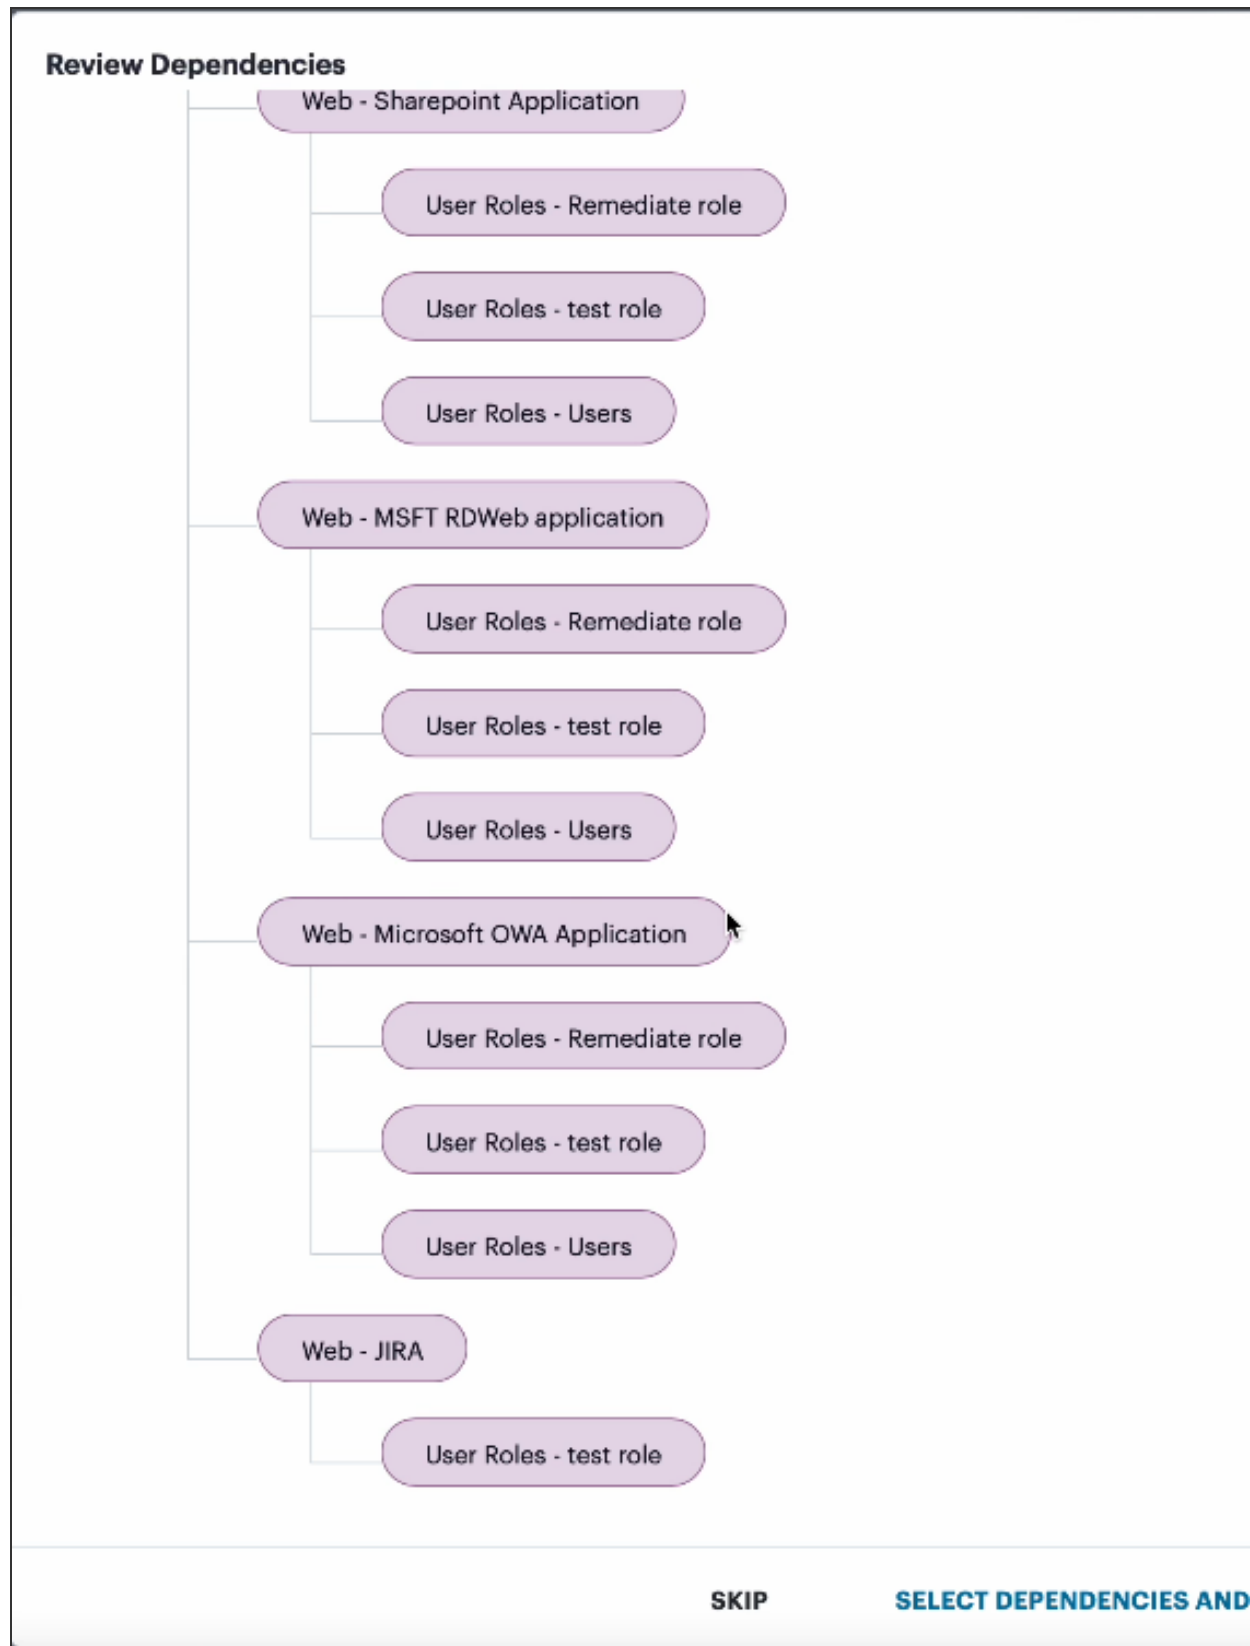 Review Dependencies
Web - Sharepoint Application
User Roles - Remediate role
User Roles - test role
User Roles - Users
Web - MSFT RDWeb application
User Roles - Remediate role
User Roles - test role
User Roles - Users
Web - Microsoft OWA Application
User Roles - Remediate role
User Roles - test role
User Roles - Users
Web - JIRA
User Roles - test role
SKIP SELECT DEPENDENCIES AND